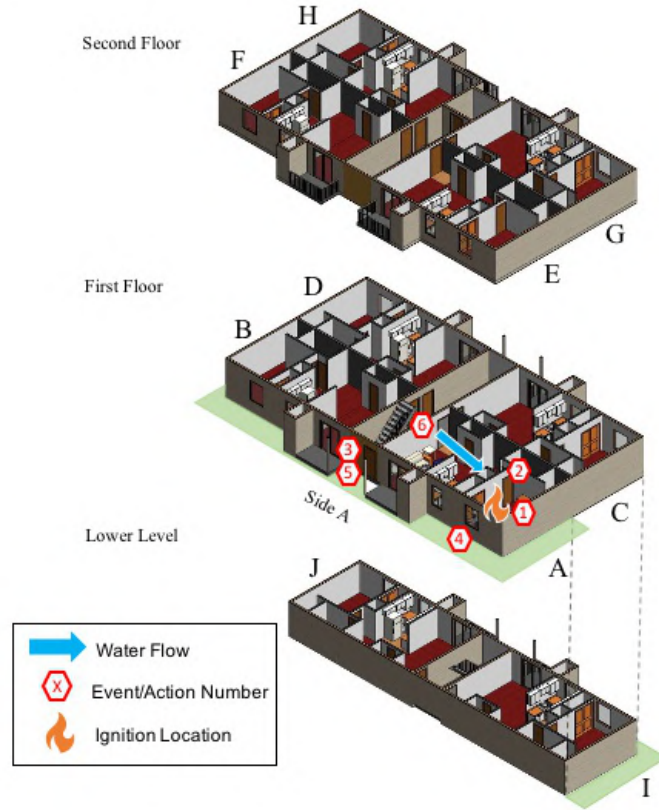 H
Second Floor
F
G
E
First Floor
D
B
6
3
2
5
1
Side A
4
C
Lower Level
A
J
Water Flow
X Event/Action Number
Ignition Location
I